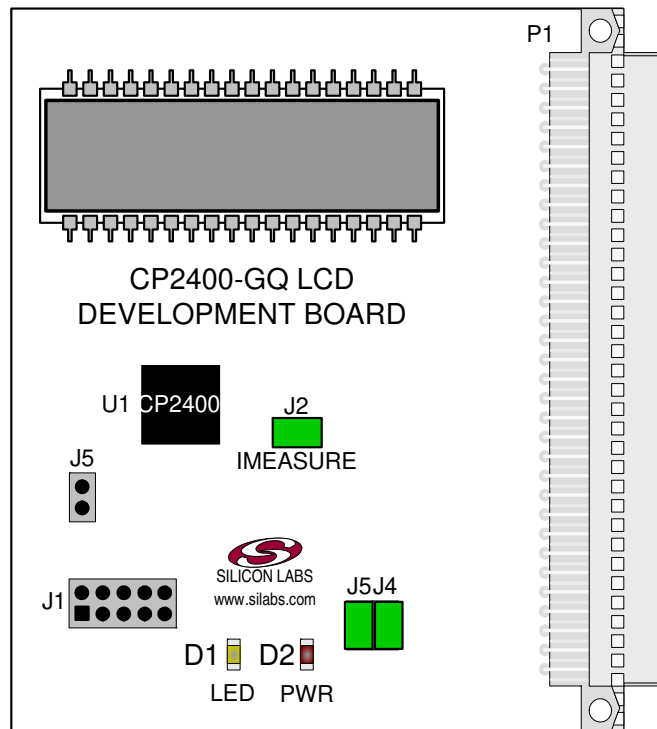 P1
CP2400-GQ LCD
DEVELOPMENT BOARD
U1
CP2400
J2
IMEASURE
J5
SILICON LABS
www.silabs.com
J1
J5J4
D1
D2
LED
PWR